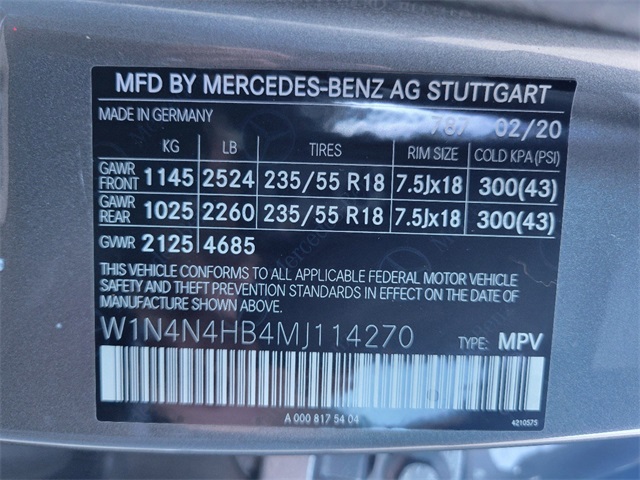 MFD BY MERCEDES-BENZ AG STUTTGART
MADE IN GERMANY 787 02/20
KG LB TIRES RIM SIZE COLD KPA(PSI)
GAWR FRONT 1145 2524 235/55 R18 7.5Jx18 300(43)
GAWR REAR 1025 2260 235/55 R18 7.5Jx18 300(43)
GVWR 2125 4685
THIS VEHICLE CONFORMS TO ALL APPLICABLE FEDERAL MOTOR VEHICLE
SAFETY AND THEFT PREVENTION STANDARDS IN EFFECT ON THE DATE OF
MANUFACTURE SHOWN ABOVE.
W1N4N4HB4MJ114270 TYPE: MPV
A 000 817 54 04 4210575